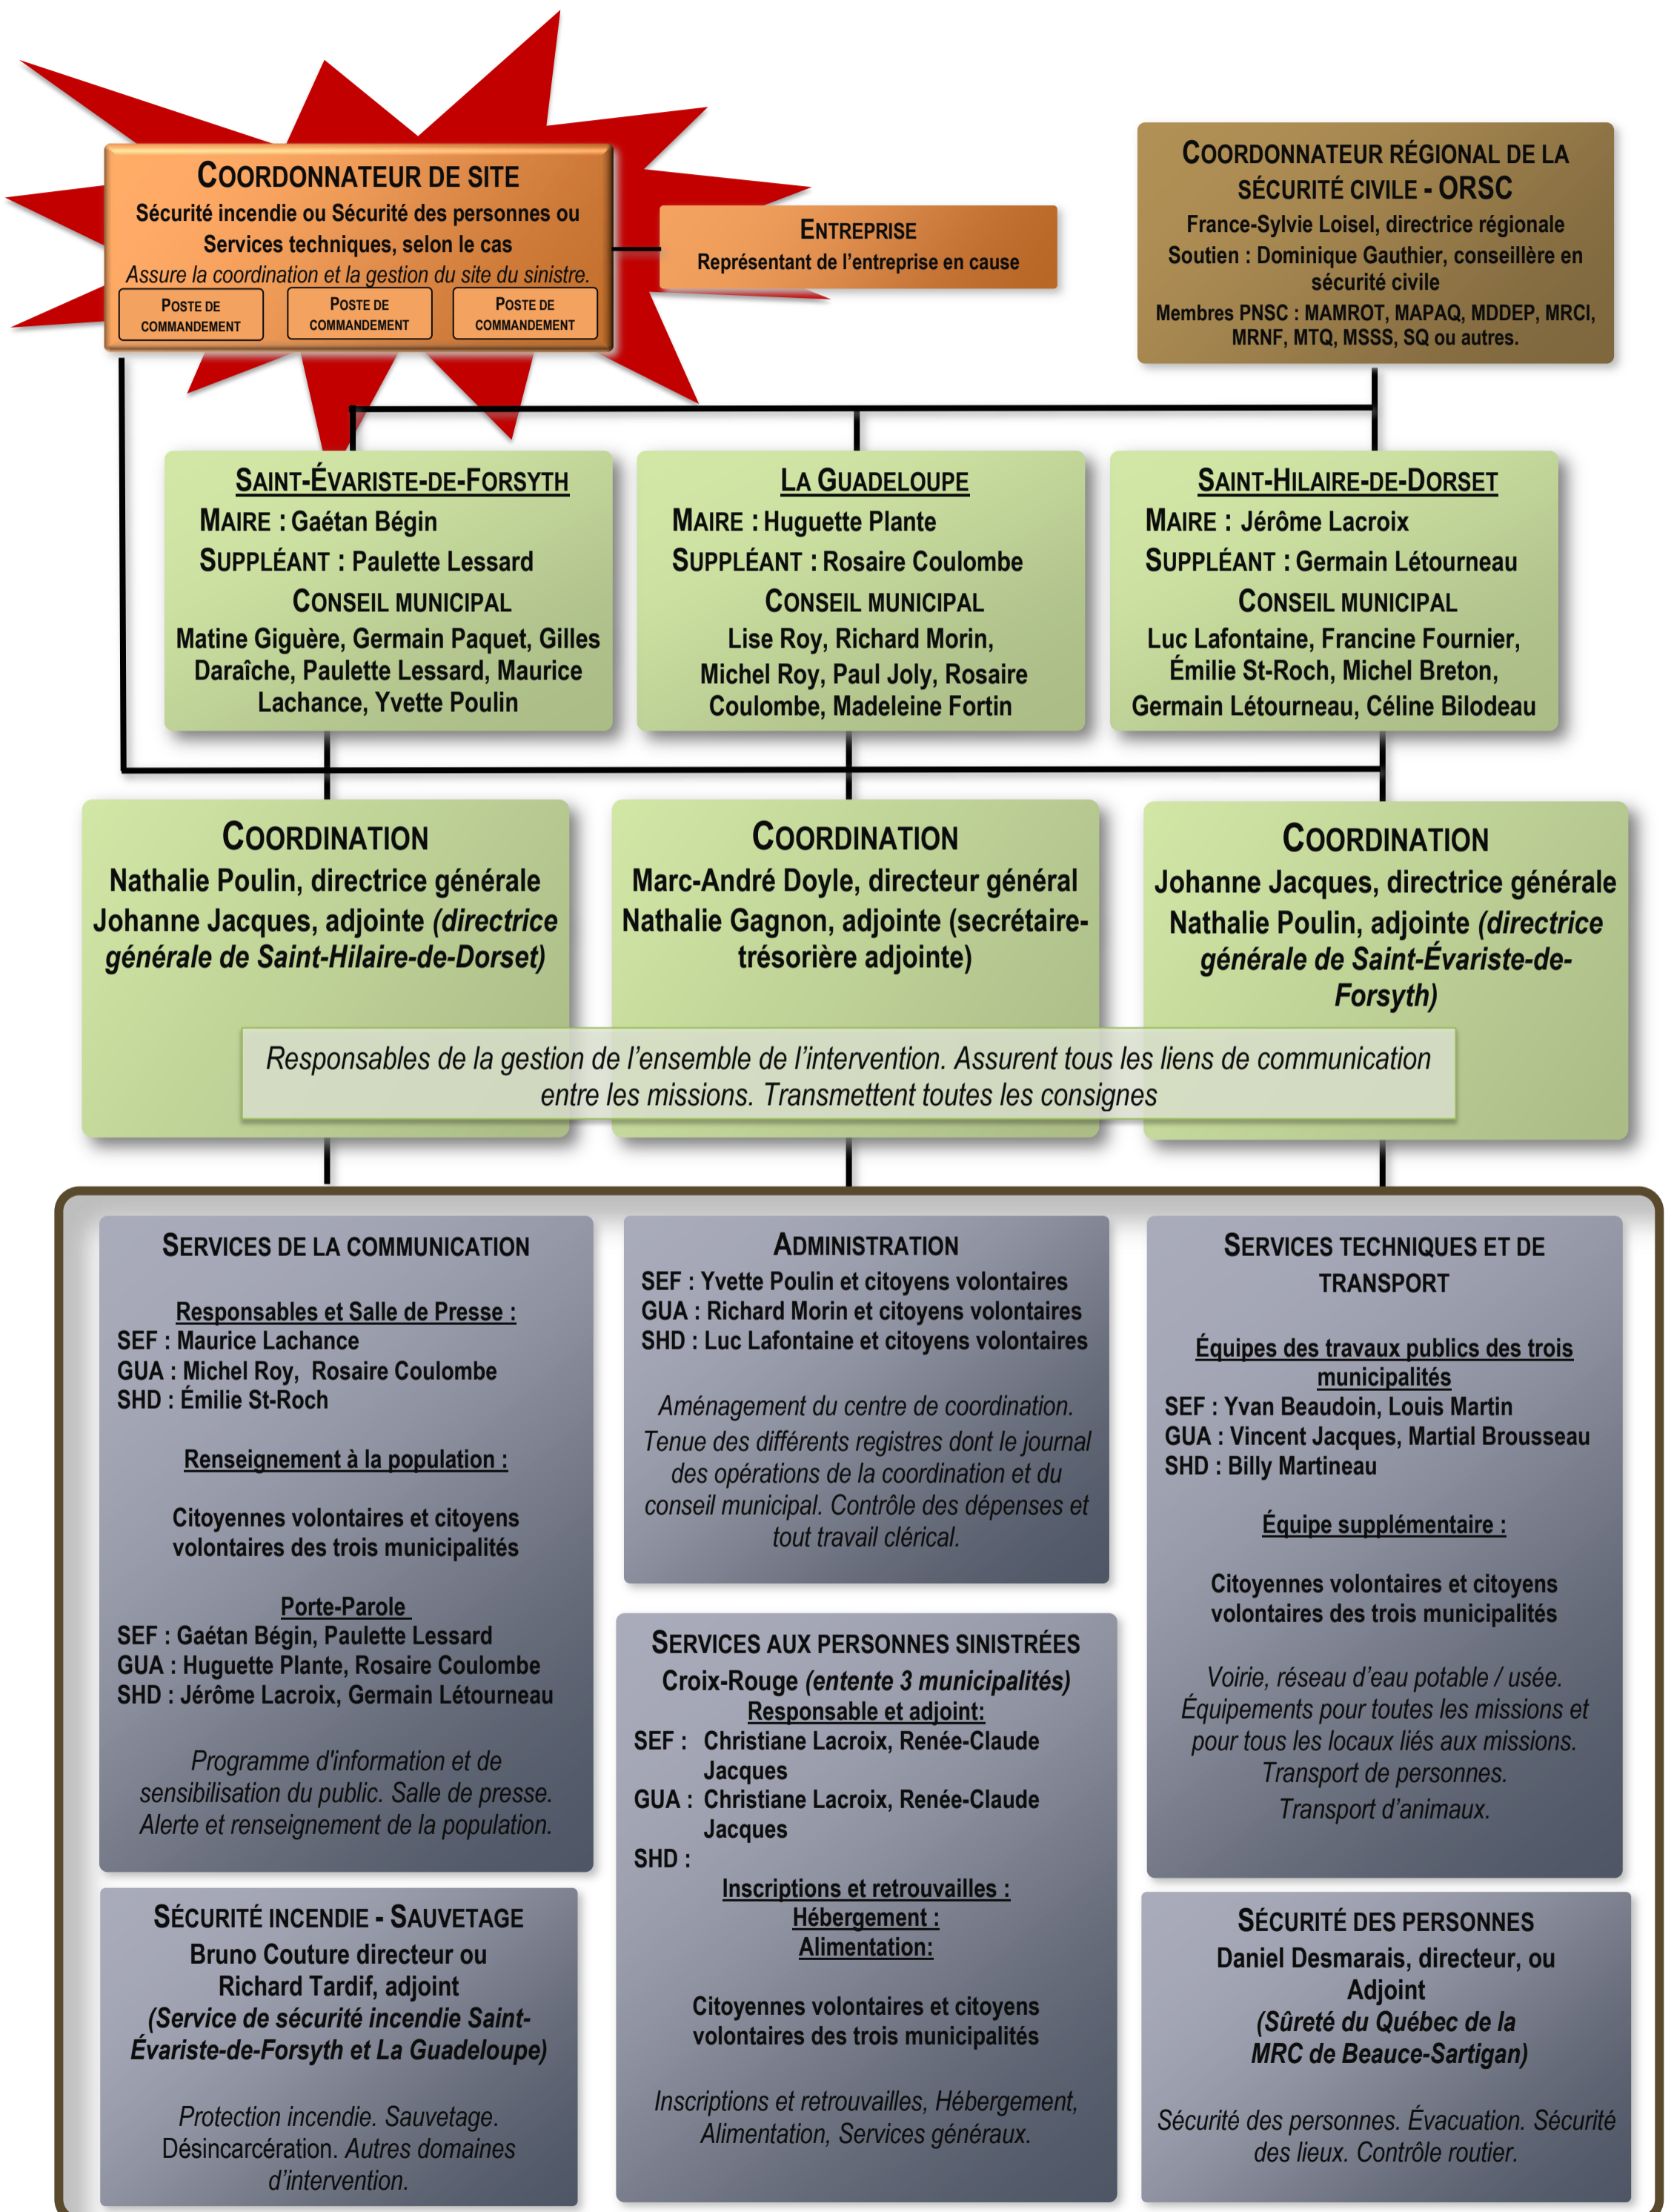 COORDONNATEUR DE SITE
Sécurité incendie ou Sécurité des personnes ou
Services techniques, selon le cas
Assure la coordination et la gestion du site du sinistre.
POSTE DE
COMMANDEMENT
POSTE DE
COMMANDEMENT
POSTE DE
COMMANDEMENT
ENTREPRISE
Représentant de l'entreprise en cause
COORDONNATEUR RÉGIONAL DE LA
SÉCURITÉ CIVILE - ORSC
France-Sylvie Loisel, directrice régionale
Soutien : Dominique Gauthier, conseillère en
sécurité civile
Membres PNSC : MAMROT, MAPAQ, MDDEP, MRCI,
MRNF, MTQ, MSSS, SQ ou autres.
SAINT-ÉVARISTE-DE-FORSYTH
MAIRE : Gaétan Bégin
SUPPLÉANT : Paulette Lessard
CONSEIL MUNICIPAL
Matine Giguère, Germain Paquet, Gilles
Daraîche, Paulette Lessard, Maurice
Lachance, Yvette Poulin
LA GUADELOUPE
MAIRE : Huguette Plante
SUPPLÉANT : Rosaire Coulombe
CONSEIL MUNICIPAL
Lise Roy, Richard Morin,
Michel Roy, Paul Joly, Rosaire
Coulombe, Madeleine Fortin
SAINT-HILAIRE-DE-DORSET
MAIRE : Jérôme Lacroix
SUPPLÉANT : Germain Létourneau
CONSEIL MUNICIPAL
Luc Lafontaine, Francine Fournier,
Émilie St-Roch, Michel Breton,
Germain Létourneau, Céline Bilodeau
COORDINATION
Nathalie Poulin, directrice générale
Johanne Jacques, adjointe (directrice
générale de Saint-Hilaire-de-Dorset)
COORDINATION
Marc-André Doyle, directeur général
Nathalie Gagnon, adjointe (secrétaire-
trésorière adjointe)
COORDINATION
Johanne Jacques, directrice générale
Nathalie Poulin, adjointe (directrice
générale de Saint-Évariste-de-
Forsyth)
Responsables de la gestion de l'ensemble de l'intervention. Assurent tous les liens de communication
entre les missions. Transmettent toutes les consignes
SERVICES DE LA COMMUNICATION
Responsables et Salle de Presse :
SEF : Maurice Lachance
GUA : Michel Roy, Rosaire Coulombe
SHD : Émilie St-Roch
Renseignement à la population :
Citoyennes volontaires et citoyens
volontaires des trois municipalités
Porte-Parole
SEF : Gaétan Bégin, Paulette Lessard
GUA : Huguette Plante, Rosaire Coulombe
SHD : Jérôme Lacroix, Germain Létourneau
Programme d'information et de
sensibilisation du public. Salle de presse.
Alerte et renseignement de la population.
ADMINISTRATION
SEF : Yvette Poulin et citoyens volontaires
GUA : Richard Morin et citoyens volontaires
SHD : Luc Lafontaine et citoyens volontaires
Aménagement du centre de coordination.
Tenue des différents registres dont le journal
des opérations de la coordination et du
conseil municipal. Contrôle des dépenses et
tout travail clérical.
SERVICES TECHNIQUES ET DE
TRANSPORT
Équipes des travaux publics des trois
municipalités
SEF : Yvan Beaudoin, Louis Martin
GUA : Vincent Jacques, Martial Brousseau
SHD : Billy Martineau
Équipe supplémentaire :
Citoyennes volontaires et citoyens
volontaires des trois municipalités
Voirie, réseau d'eau potable / usée.
Équipements pour toutes les missions et
pour tous les locaux liés aux missions.
Transport de personnes.
Transport d'animaux.
SERVICES AUX PERSONNES SINISTRÉES
Croix-Rouge (entente 3 municipalités)
Responsable et adjoint:
SEF : Christiane Lacroix, Renée-Claude
Jacques
GUA : Christiane Lacroix, Renée-Claude
Jacques
SHD :
Inscriptions et retrouvailles :
Hébergement :
Alimentation:
Citoyennes volontaires et citoyens
volontaires des trois municipalités
Inscriptions et retrouvailles, Hébergement,
Alimentation, Services généraux.
SÉCURITÉ INCENDIE - SAUVETAGE
Bruno Couture directeur ou
Richard Tardif, adjoint
(Service de sécurité incendie Saint-
Évariste-de-Forsyth et La Guadeloupe)
Protection incendie. Sauvetage.
Désincarcération. Autres domaines
d'intervention.
SÉCURITÉ DES PERSONNES
Daniel Desmarais, directeur, ou
Adjoint
(Sûreté du Québec de la
MRC de Beauce-Sartigan)
Sécurité des personnes. Évacuation. Sécurité
des lieux. Contrôle routier.